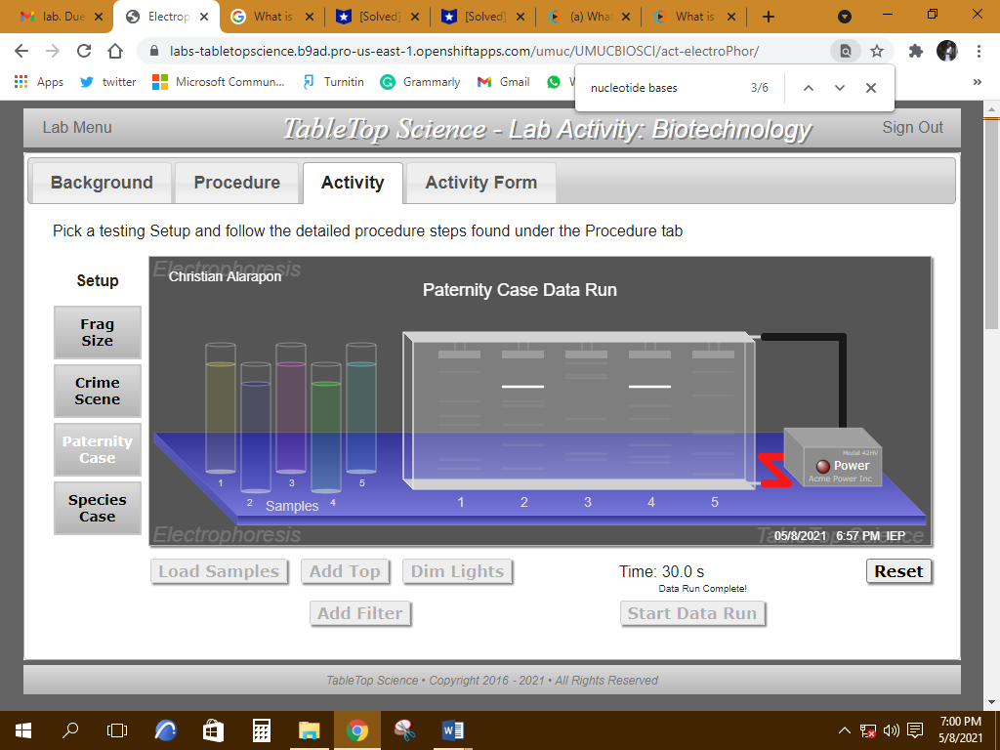 lab. Due
Electrop
What is
[Solved]
[Solved]
(a) What
What is
labs-tabletopscience.b9ad.pro-us-east-1.openshiftapps.com/umuc/UMUCBIOSCI/act-electroPhor/
Apps
twitter
Microsoft Commun...
Turnitin
Grammarly
Gmail
nucleotide bases 3/6
Lab Menu
TableTop Science - Lab Activity: Biotechnology
Sign Out
Background
Procedure
Activity
Activity Form
Pick a testing Setup and follow the detailed procedure steps found under the Procedure tab
Setup
Frag
Size
Crime
Scene
Paternity
Case
Species
Case
Electrophoresis
Christian Alarapon
Paternity Case Data Run
Model 42HV
Power
Acme Power Inc
1 3 5
2 Samples 4
1 2 3 4 5
Electrophoresis
TableTop Science
05/8/2021 6:57 PM IEP
Load Samples
Add Top
Dim Lights
Time: 30.0 s
Data Run Complete!
Reset
Add Filter
Start Data Run
TableTop Science • Copyright 2016 - 2021 • All Rights Reserved
7:00 PM
5/8/2021